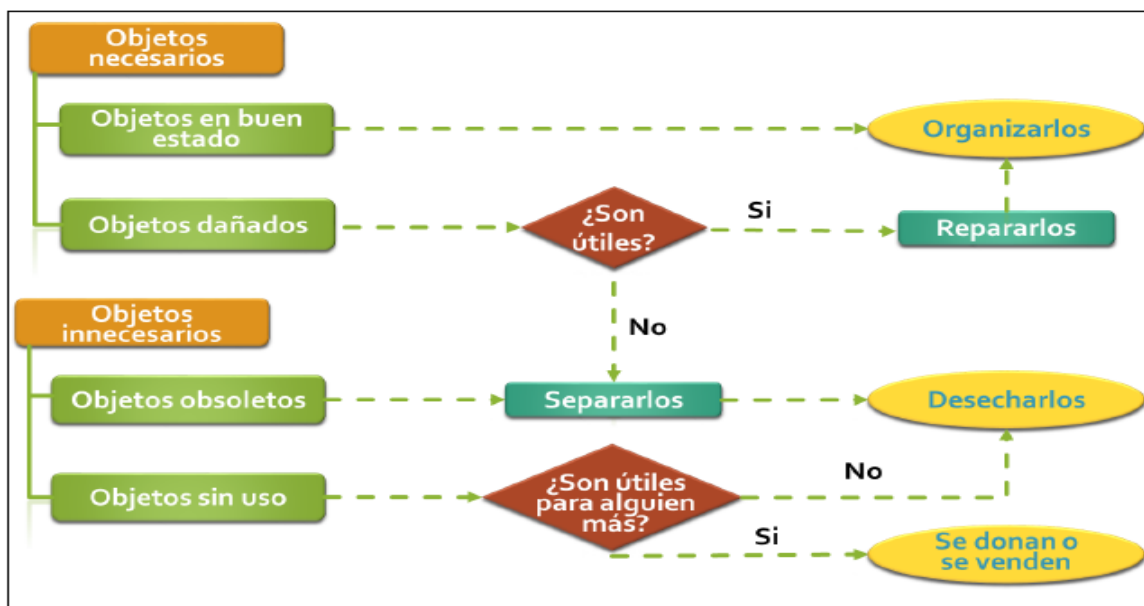 Objetos
necesarios
Objetos en buen
estado
Organizarlos
Objetos dañados
¿Son
útiles?
Si
Repararlos
No
Objetos
innecesarios
Objetos obsoletos
Separarlos
Desecharlos
Objetos sin uso
¿Son útiles
para alguien
más?
No
Si
Se donan o
se venden